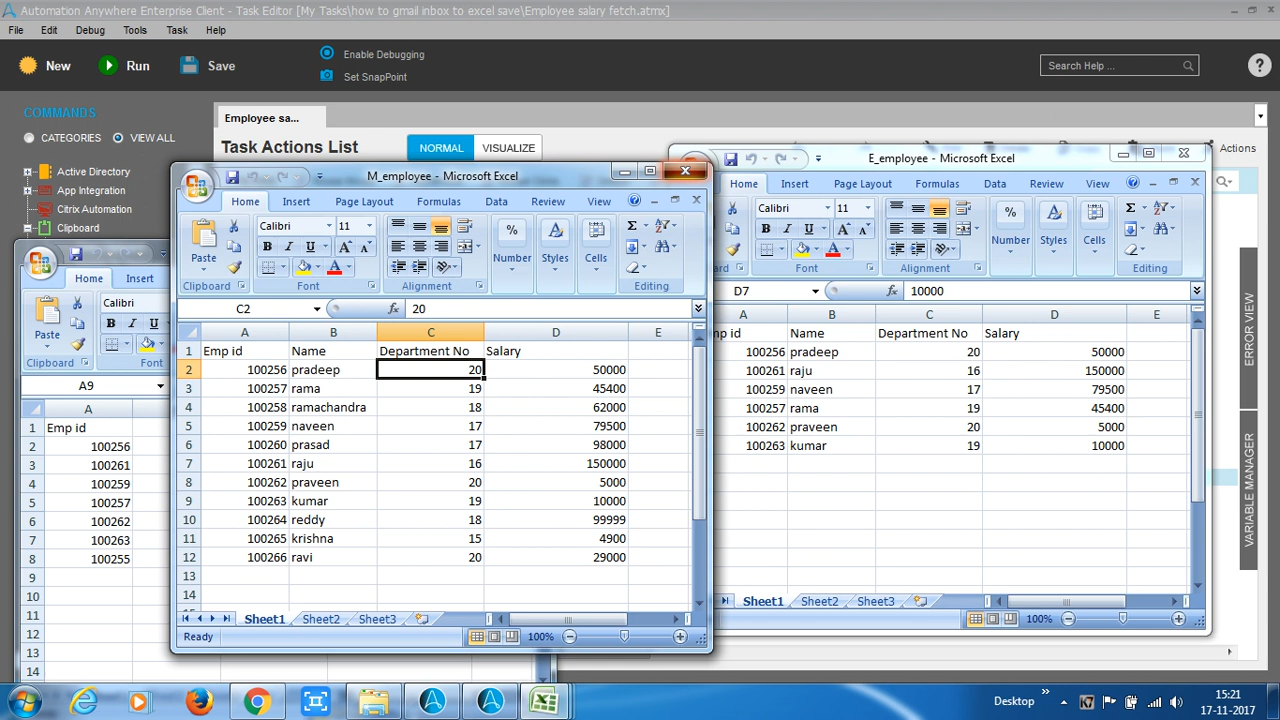 Automation Anywhere Enterprise Client - Task Editor [My Tasks\how to gmail inbox to excel save\Employee salary fetch.atmx]
File Edit Debug Tools Task Help
New Run Save
Enable Debugging
Set SnapPoint
Search Help ...
COMMANDS
CATEGORIES VIEW ALL
Active Directory
App Integration
Citrix Automation
Clipboard
Employee sa...
Task Actions List
NORMAL VISUALIZE
Actions
ERROR VIEW
VARIABLE MANAGER
Home Insert
Paste
Clipboard
Calibri
B I U
Font
A9
A
1 Emp id
2 100256
3 100261
4 100259
5 100257
6 100262
7 100263
8 100255
9
10
11
12
13
14
M_employee - Microsoft Excel
Home Insert Page Layout Formulas Data Review View
Paste
Clipboard
Calibri 11
B I U
Font
Alignment
Number
Styles
Cells
Editing
C2 fx 20
A B C D E
1 Emp id Name Department No Salary
2 100256 pradeep 20 50000
3 100257 rama 19 45400
4 100258 ramachandra 18 62000
5 100259 naveen 17 79500
6 100260 prasad 17 98000
7 100261 raju 16 150000
8 100262 praveen 20 5000
9 100263 kumar 19 10000
10 100264 reddy 18 99999
11 100265 krishna 15 4900
12 100266 ravi 20 29000
13
14
Sheet1 Sheet2 Sheet3
Ready 100%
E_employee - Microsoft Excel
Home Insert Page Layout Formulas Data Review View
Calibri 11
B I U
Font
Alignment
% Number
Styles
Cells
Editing
D7 fx 10000
A B C D E
mp id Name Department No Salary
100256 pradeep 20 50000
100261 raju 16 150000
100259 naveen 17 79500
100257 rama 19 45400
100262 praveen 20 5000
100263 kumar 19 10000
Sheet1 Sheet2 Sheet3
100%
Desktop
15:21
17-11-2017